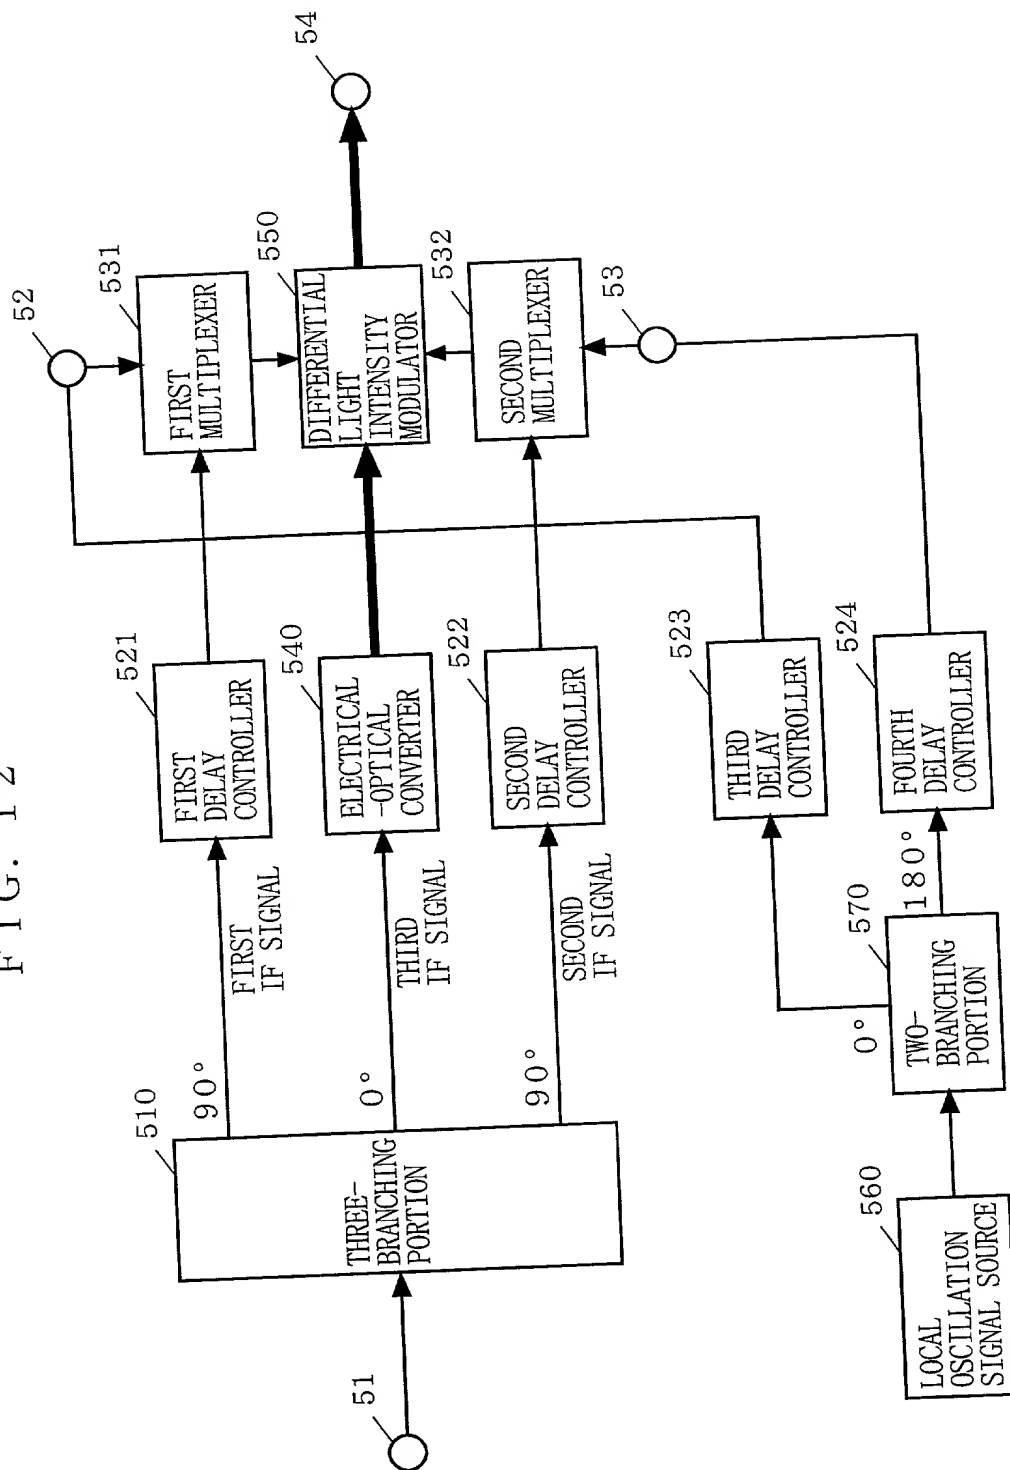 FIG. 12
51
510
THREE-
BRANCHING
PORTION
90°
FIRST
IF SIGNAL
0°
THIRD
IF SIGNAL
90°
SECOND
IF SIGNAL
521
FIRST
DELAY
CONTROLLER
540
ELECTRICAL
-OPTICAL
CONVERTER
522
SECOND
DELAY
CONTROLLER
52
531
FIRST
MULTIPLEXER
550
DIFFERENTIAL
LIGHT
INTENSITY
MODULATOR
532
SECOND
MULTIPLEXER
53
54
560
LOCAL
OSCILLATION
SIGNAL SOURCE
570
TWO-
BRANCHING
PORTION
0°
180°
523
THIRD
DELAY
CONTROLLER
524
FOURTH
DELAY
CONTROLLER